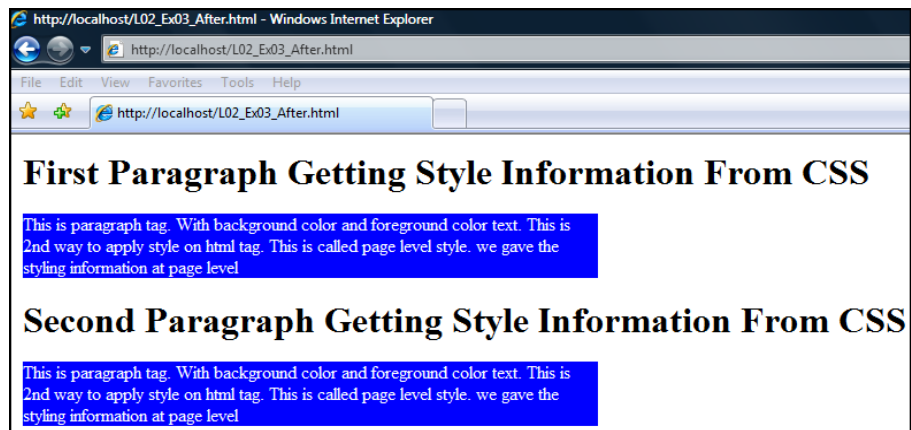 http://localhost/L02_Ex03_After.html - Windows Internet Explorer
http://localhost/L02_Ex03_After.html
File Edit View Favorites Tools Help
http://localhost/L02_Ex03_After.html
First Paragraph Getting Style Information From CSS
This is paragraph tag. With background color and foreground color text. This is
2nd way to apply style on html tag. This is called page level style. we gave the
styling information at page level
Second Paragraph Getting Style Information From CSS
This is paragraph tag. With background color and foreground color text. This is
2nd way to apply style on html tag. This is called page level style. we gave the
styling information at page level